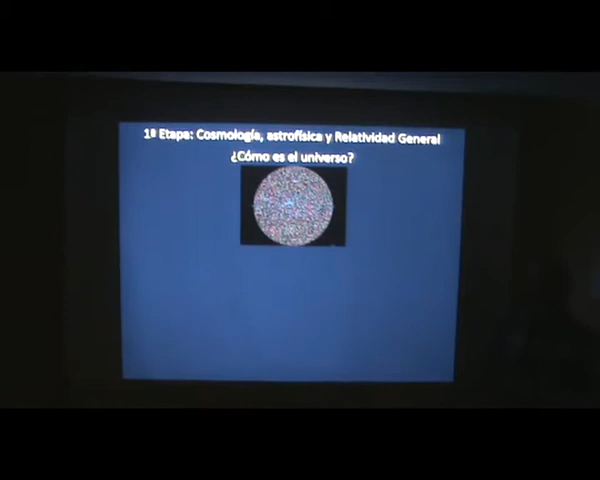 1ª Etapa: Cosmología, astrofísica y Relatividad General
¿Cómo es el universo?